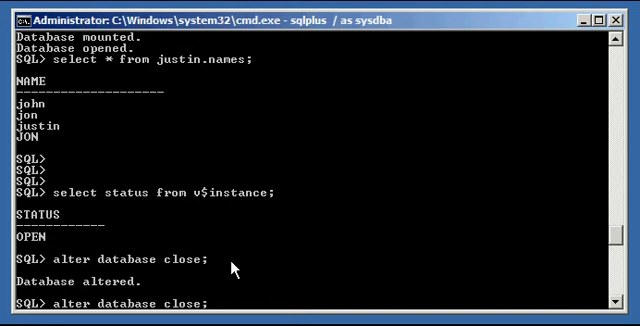 Administrator: C:\Windows\system32\cmd.exe - sqlplus / as sysdba
Database mounted.
Database opened.
SQL> select * from justin.names;
NAME
--------------------
john
jon
justin
JON
SQL>
SQL>
SQL>
SQL> select status from v$instance;
STATUS
------------
OPEN
SQL> alter database close;
Database altered.
SQL> alter database close;